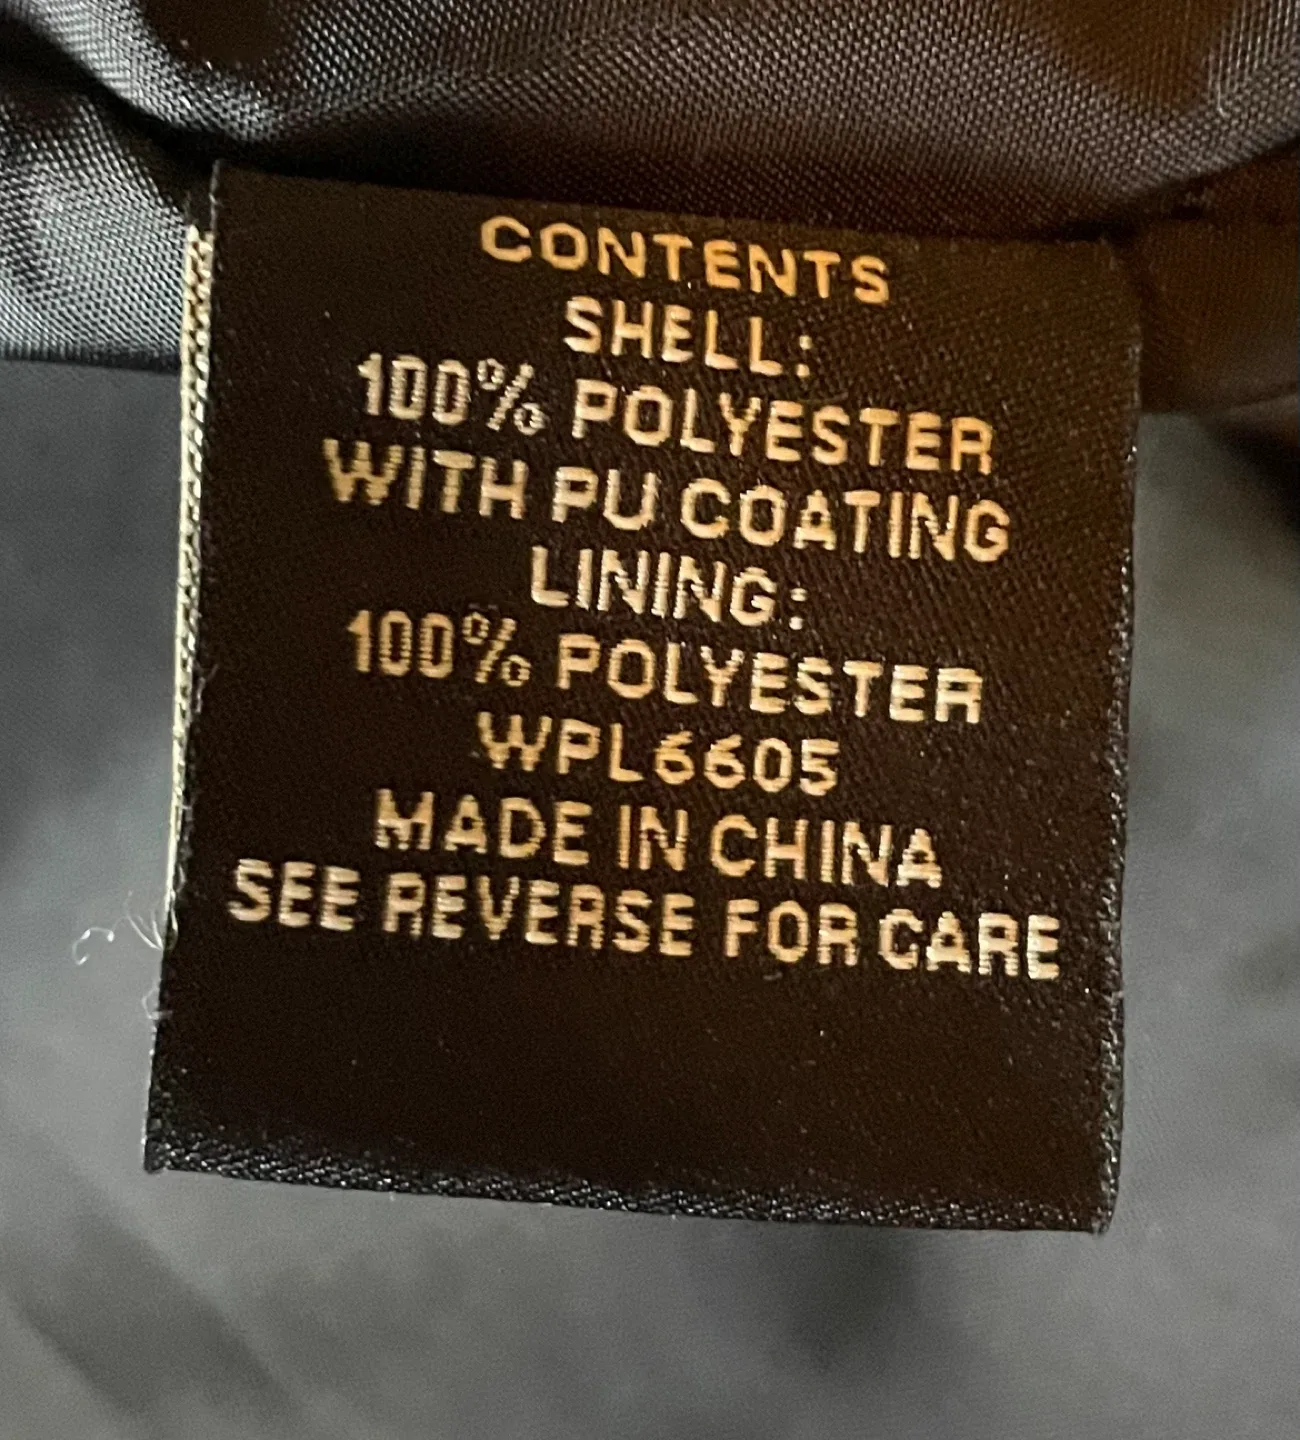 CONTENTS
SHELL:
100% POLYESTER
WITH PU COATING
LINING:
100% POLYESTER
WPL6605
MADE IN CHINA
SEE REVERSE FOR CARE